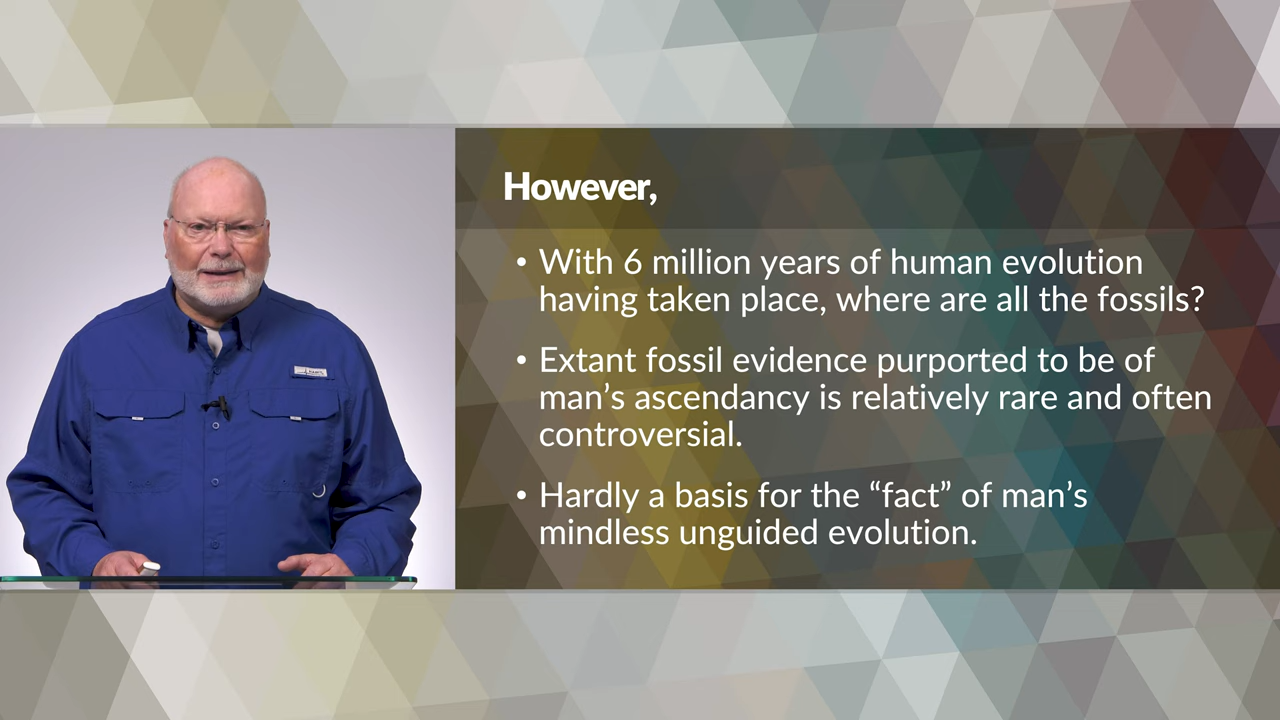 However,
• With 6 million years of human evolution
having taken place, where are all the fossils?
• Extant fossil evidence purported to be of
man’s ascendancy is relatively rare and often
controversial.
• Hardly a basis for the “fact” of man’s
mindless unguided evolution.